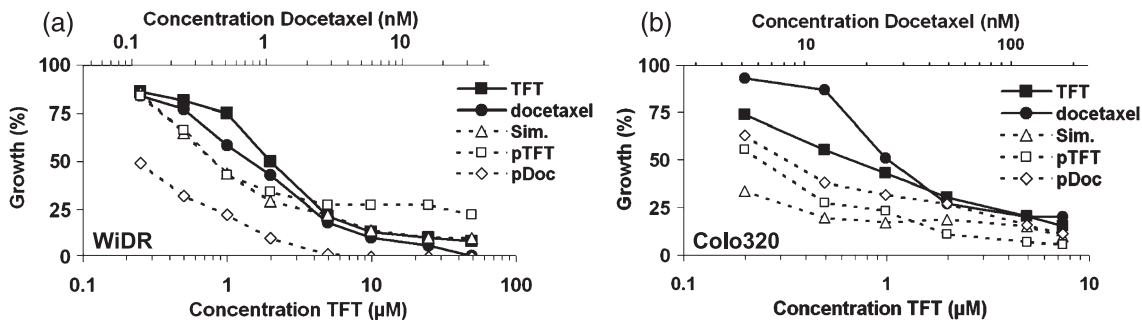 (a)
Concentration Docetaxel (nM)
0.1 1 10
100
75
50
25
0
Growth (%)
TFT
docetaxel
Sim.
pTFT
pDoc
WiDR
0.1 1 10 100
Concentration TFT (μM)
(b)
Concentration Docetaxel (nM)
10 100
100
75
50
25
0
Growth (%)
TFT
docetaxel
Sim.
pTFT
pDoc
Colo320
0.1 1 10
Concentration TFT (μM)